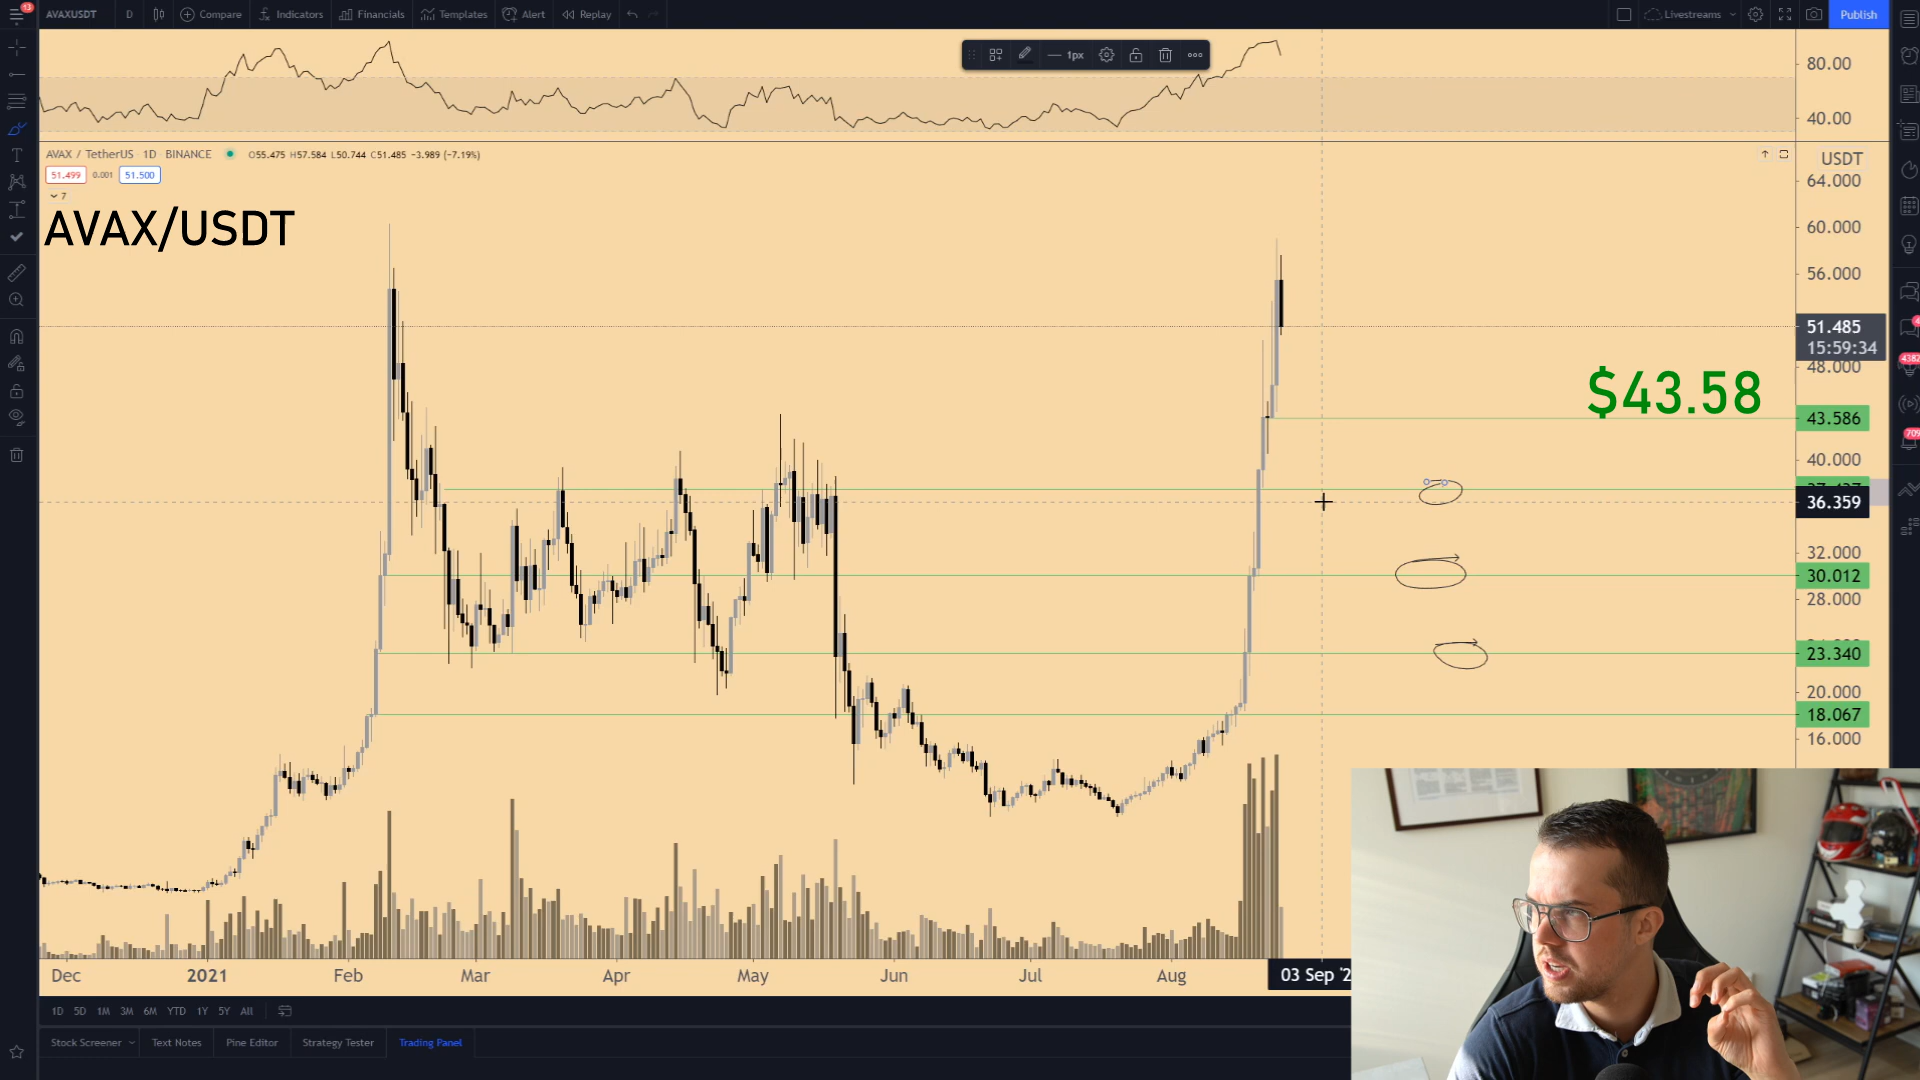 13
AVAXUSDT D Compare Indicators Financials Templates Alert Replay Livestreams Publish
1px
80.00
40.00
AVAX / TetherUS · 1D · BINANCE O55.475 H57.584 L50.744 C51.485 −3.989 (−7.19%)
USDT
51.499 0.001 51.500
64.000
7
AVAX/USDT
60.000
56.000
51.485
15:59:34
48.000
$43.58
43.586
40.000
36.359
32.000
30.012
28.000
23.340
20.000
18.067
16.000
4382
709
Dec 2021 Feb Mar Apr May Jun Jul Aug 03 Sep '2
1D 5D 1M 3M 6M YTD 1Y 5Y All
Stock Screener Text Notes Pine Editor Strategy Tester Trading Panel